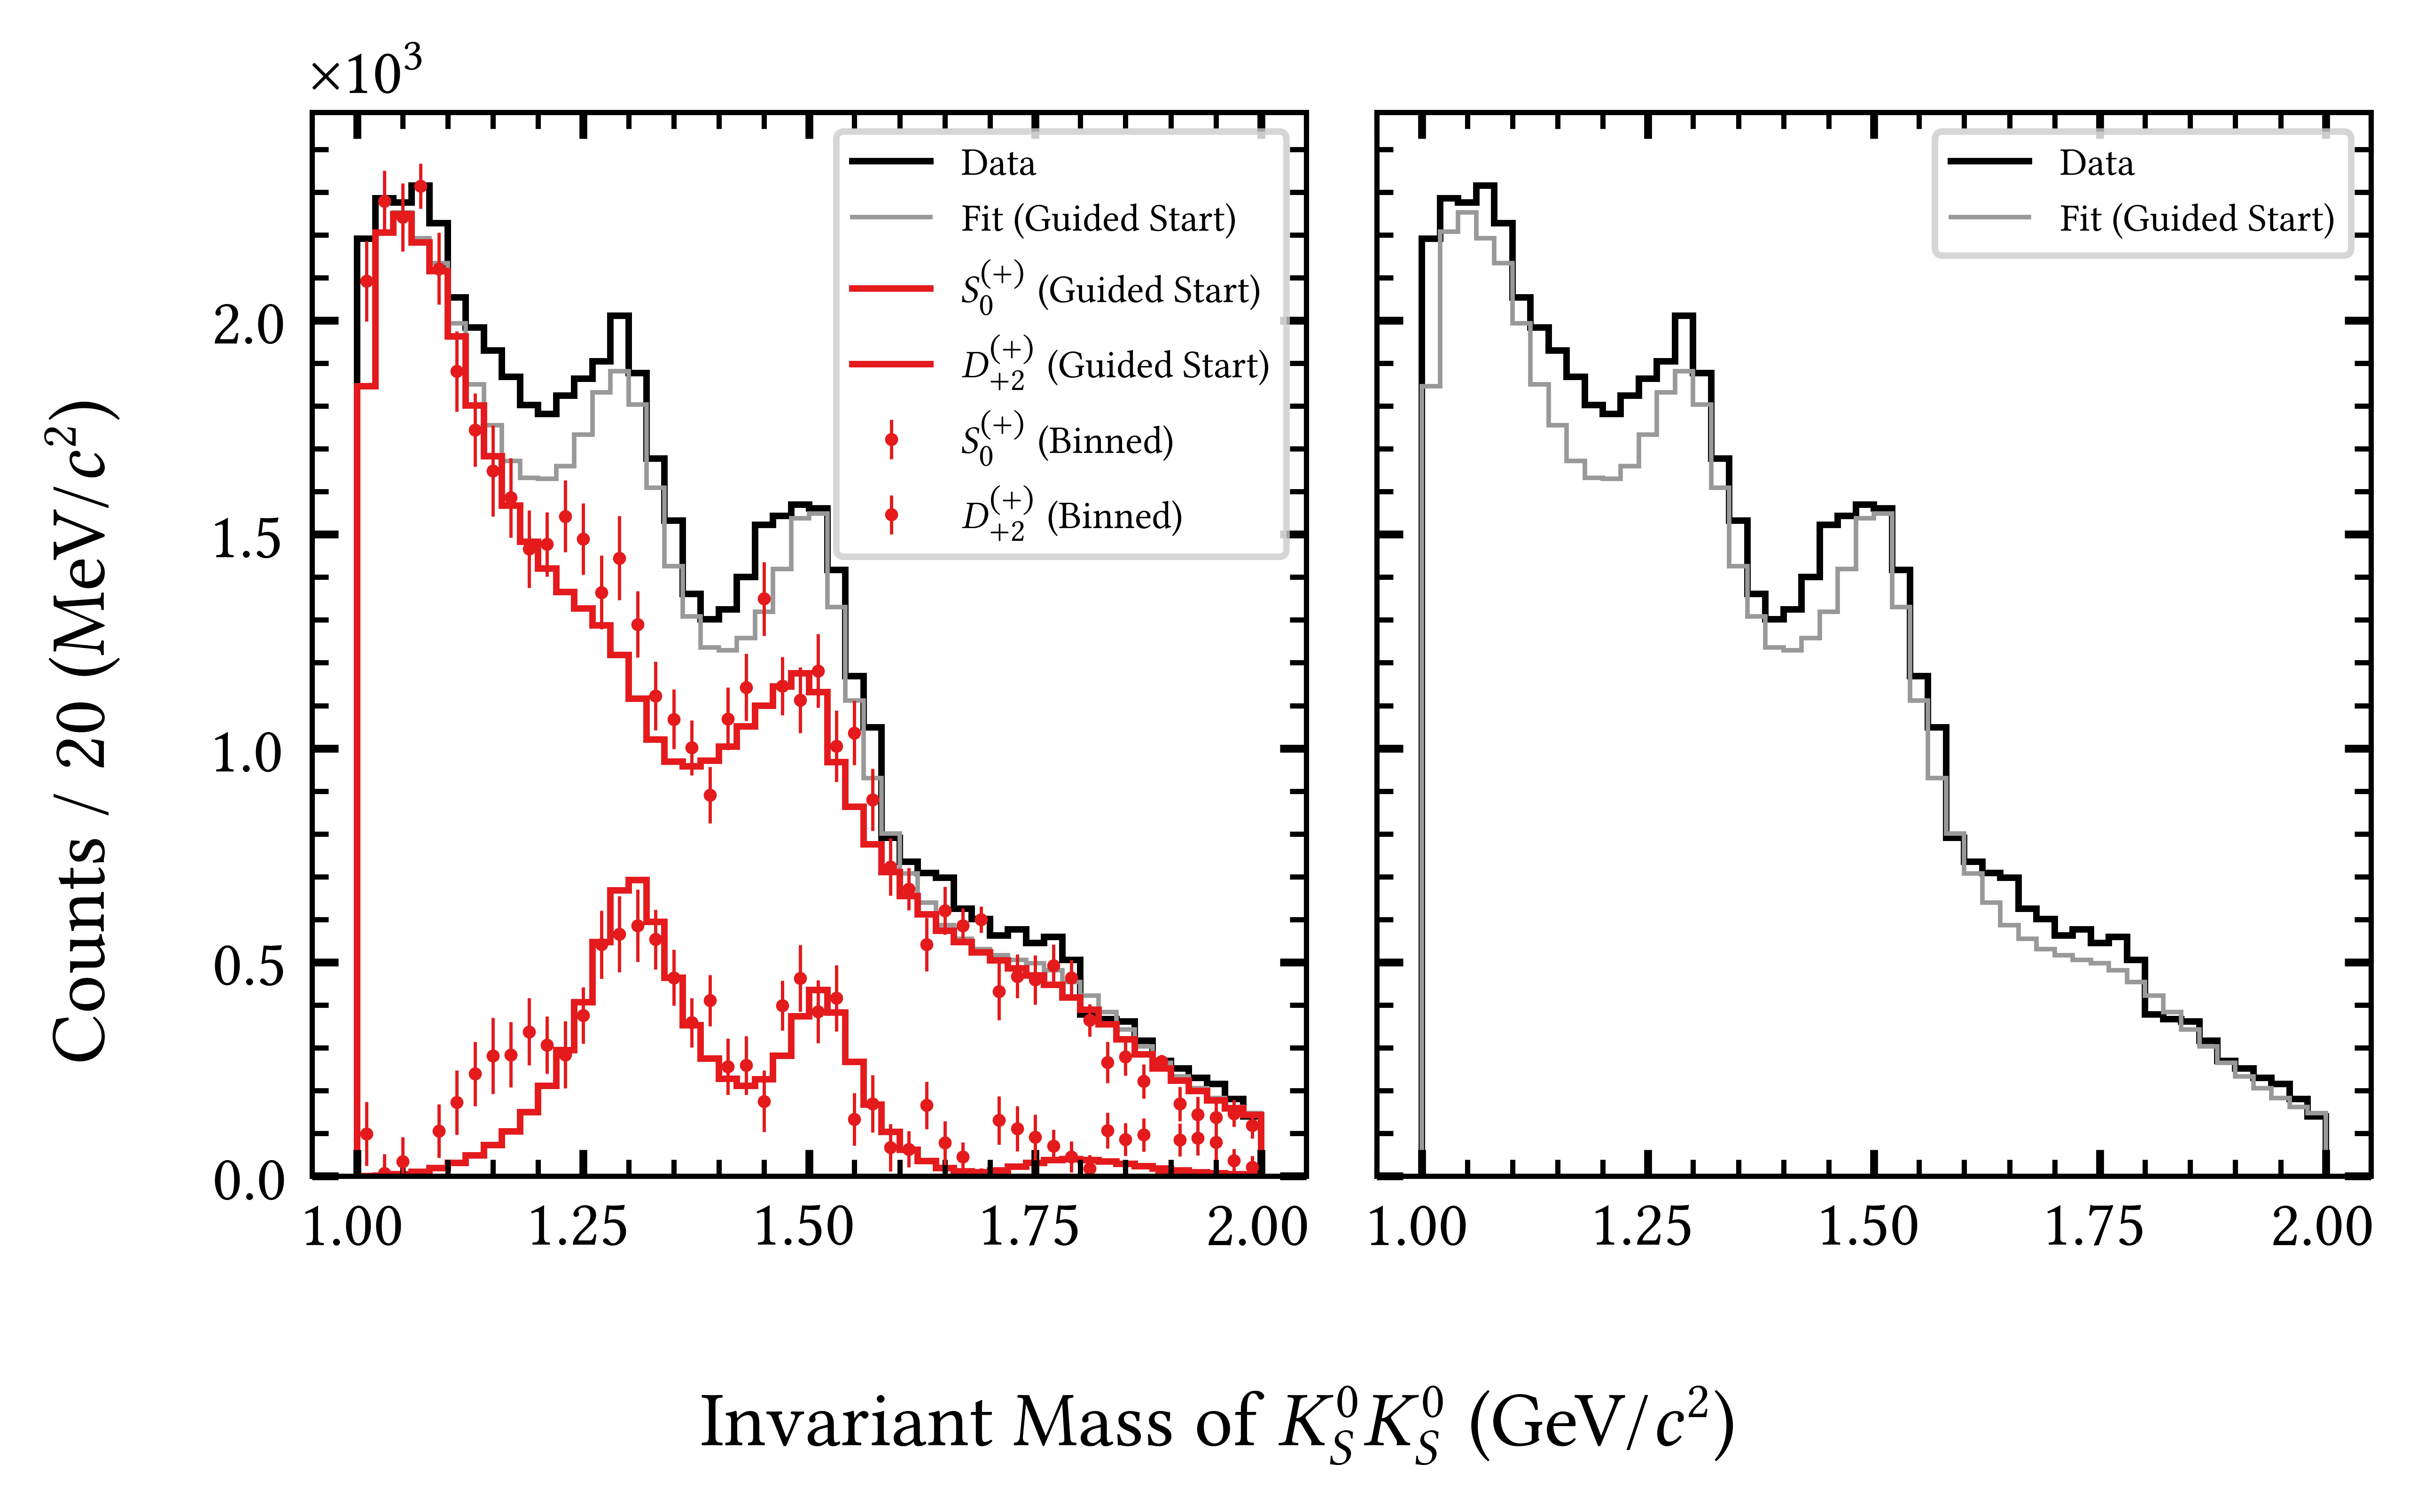 ×10³
Counts / 20 (MeV/c²)
2.0
1.5
1.0
0.5
0.0
Data
Fit (Guided Start)
S₀⁽⁺⁾ (Guided Start)
D₊₂⁽⁺⁾ (Guided Start)
S₀⁽⁺⁾ (Binned)
D₊₂⁽⁺⁾ (Binned)
1.00 1.25 1.50 1.75 2.00
Data
Fit (Guided Start)
1.00 1.25 1.50 1.75 2.00
Invariant Mass of K_S⁰K_S⁰ (GeV/c²)